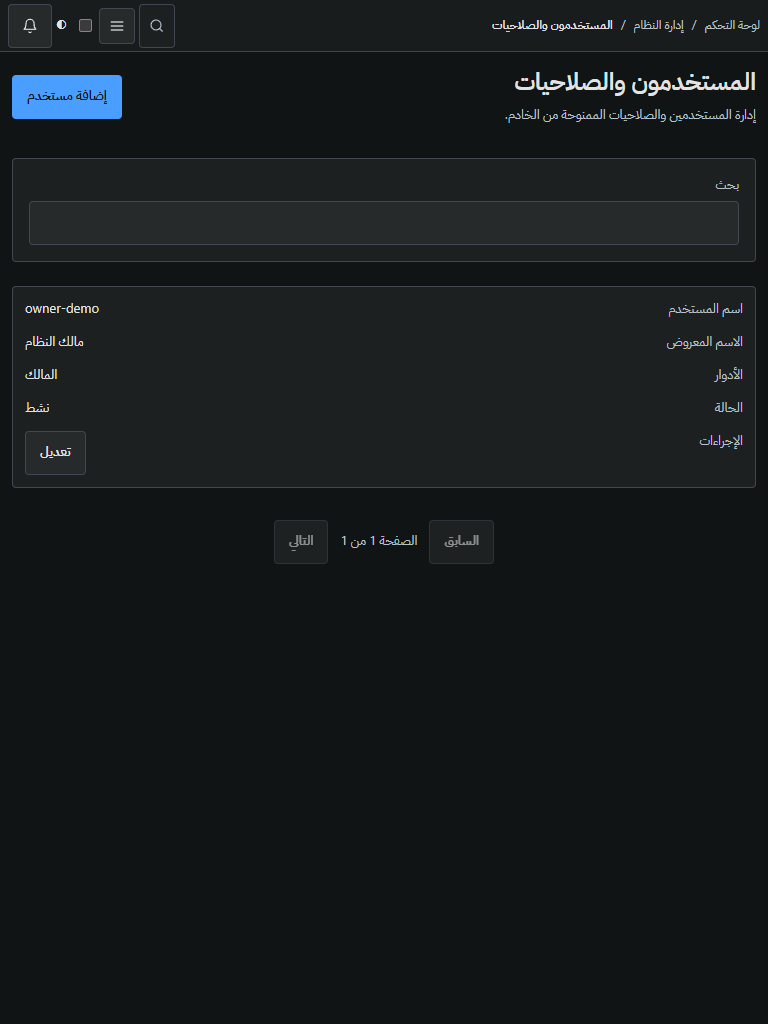 لوحة التحكم / إدارة النظام / المستخدمون والصلاحيات
المستخدمون والصلاحيات
إدارة المستخدمين والصلاحيات الممنوحة من الخادم.
إضافة مستخدم
بحث
اسم المستخدم owner-demo
الاسم المعروض مالك النظام
الأدوار المالك
الحالة نشط
الإجراءات تعديل
السابق الصفحة 1 من 1 التالي